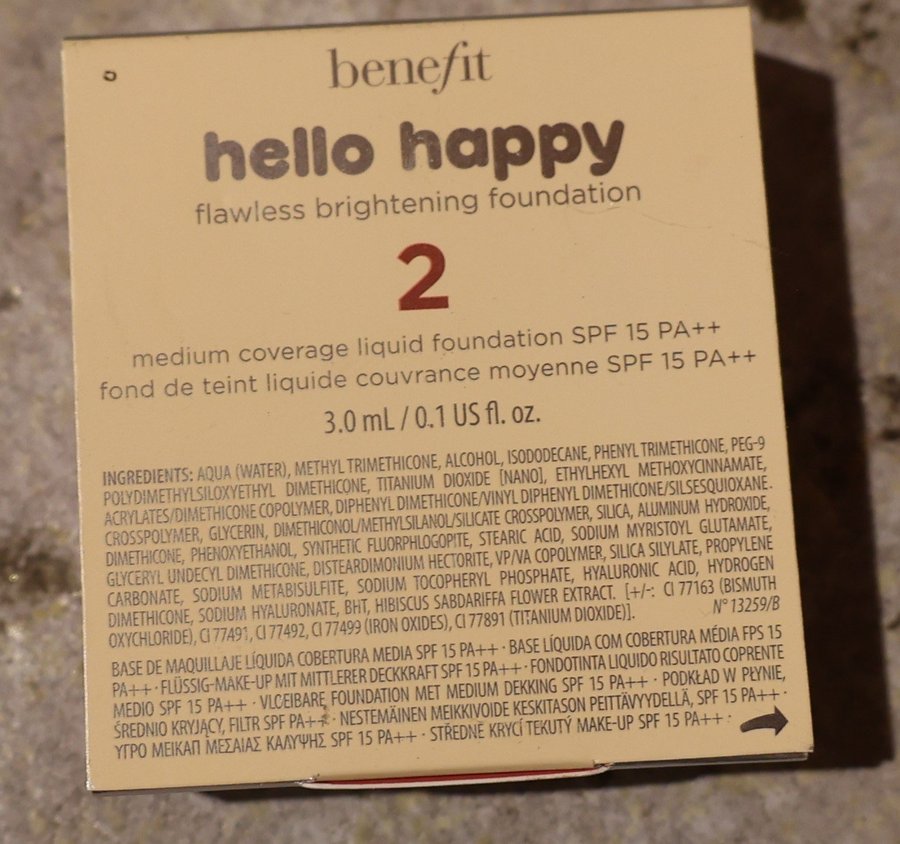 benefit
hello happy
flawless brightening foundation
2
medium coverage liquid foundation SPF 15 PA++
fond de teint liquide couvrance moyenne SPF 15 PA++
3.0 mL / 0.1 US fl. oz.
INGREDIENTS: AQUA (WATER), METHYL TRIMETHICONE, ALCOHOL, ISODODECANE, PHENYL TRIMETHICONE, PEG-9
POLYDIMETHYLSILOXYETHYL DIMETHICONE, TITANIUM DIOXIDE [NANO], ETHYLHEXYL METHOXYCINNAMATE,
ACRYLATES/DIMETHICONE COPOLYMER, DIPHENYL DIMETHICONE/VINYL DIPHENYL DIMETHICONE/SILSESQUIOXANE.
CROSSPOLYMER, GLYCERIN, DIMETHICONOL/METHYLSILANOL/SILICATE CROSSPOLYMER, SILICA, ALUMINUM HYDROXIDE,
DIMETHICONE, PHENOXYETHANOL, SYNTHETIC FLUORPHLOGOPITE, STEARIC ACID, SODIUM MYRISTOYL GLUTAMATE,
GLYCERYL UNDECYL DIMETHICONE, DISTEARDIMONIUM HECTORITE, VP/VA COPOLYMER, SILICA SILYLATE, PROPYLENE
CARBONATE, SODIUM METABISULFITE, SODIUM TOCOPHERYL PHOSPHATE, HYALURONIC ACID, HYDROGEN
DIMETHICONE, SODIUM HYALURONATE, BHT, HIBISCUS SABDARIFFA FLOWER EXTRACT. [+/-: CI 77163 (BISMUTH
OXYCHLORIDE), CI 77491, CI 77492, CI 77499 (IRON OXIDES), CI 77891 (TITANIUM DIOXIDE)]. N° 13259/B
BASE DE MAQUILLAJE LÍQUIDA COBERTURA MEDIA SPF 15 PA++ · BASE LÍQUIDA COM COBERTURA MÉDIA FPS 15
PA++ · FLÜSSIG-MAKE-UP MIT MITTLERER DECKKRAFT SPF 15 PA++ · FONDOTINTA LIQUIDO RISULTATO COPRENTE
MEDIO SPF 15 PA++ · VLCEIBARE FOUNDATION MET MEDIUM DEKKING SPF 15 PA++ · PODKŁAD W PŁYNIE,
ŚREDNIO KRYJĄCY, FILTR SPF PA++ · NESTEMÄINEN MEIKKIVOIDE KESKITASON PEITTÄVYYDELLÄ, SPF 15 PA++ ·
ΥΓΡΟ ΜΕΙΚΑΠ ΜΕΣΑΙΑΣ ΚΑΛΥΨΗΣ SPF 15 PA++ · STŘEDNĚ KRYCÍ TEKUTÝ MAKE-UP SPF 15 PA++ ·